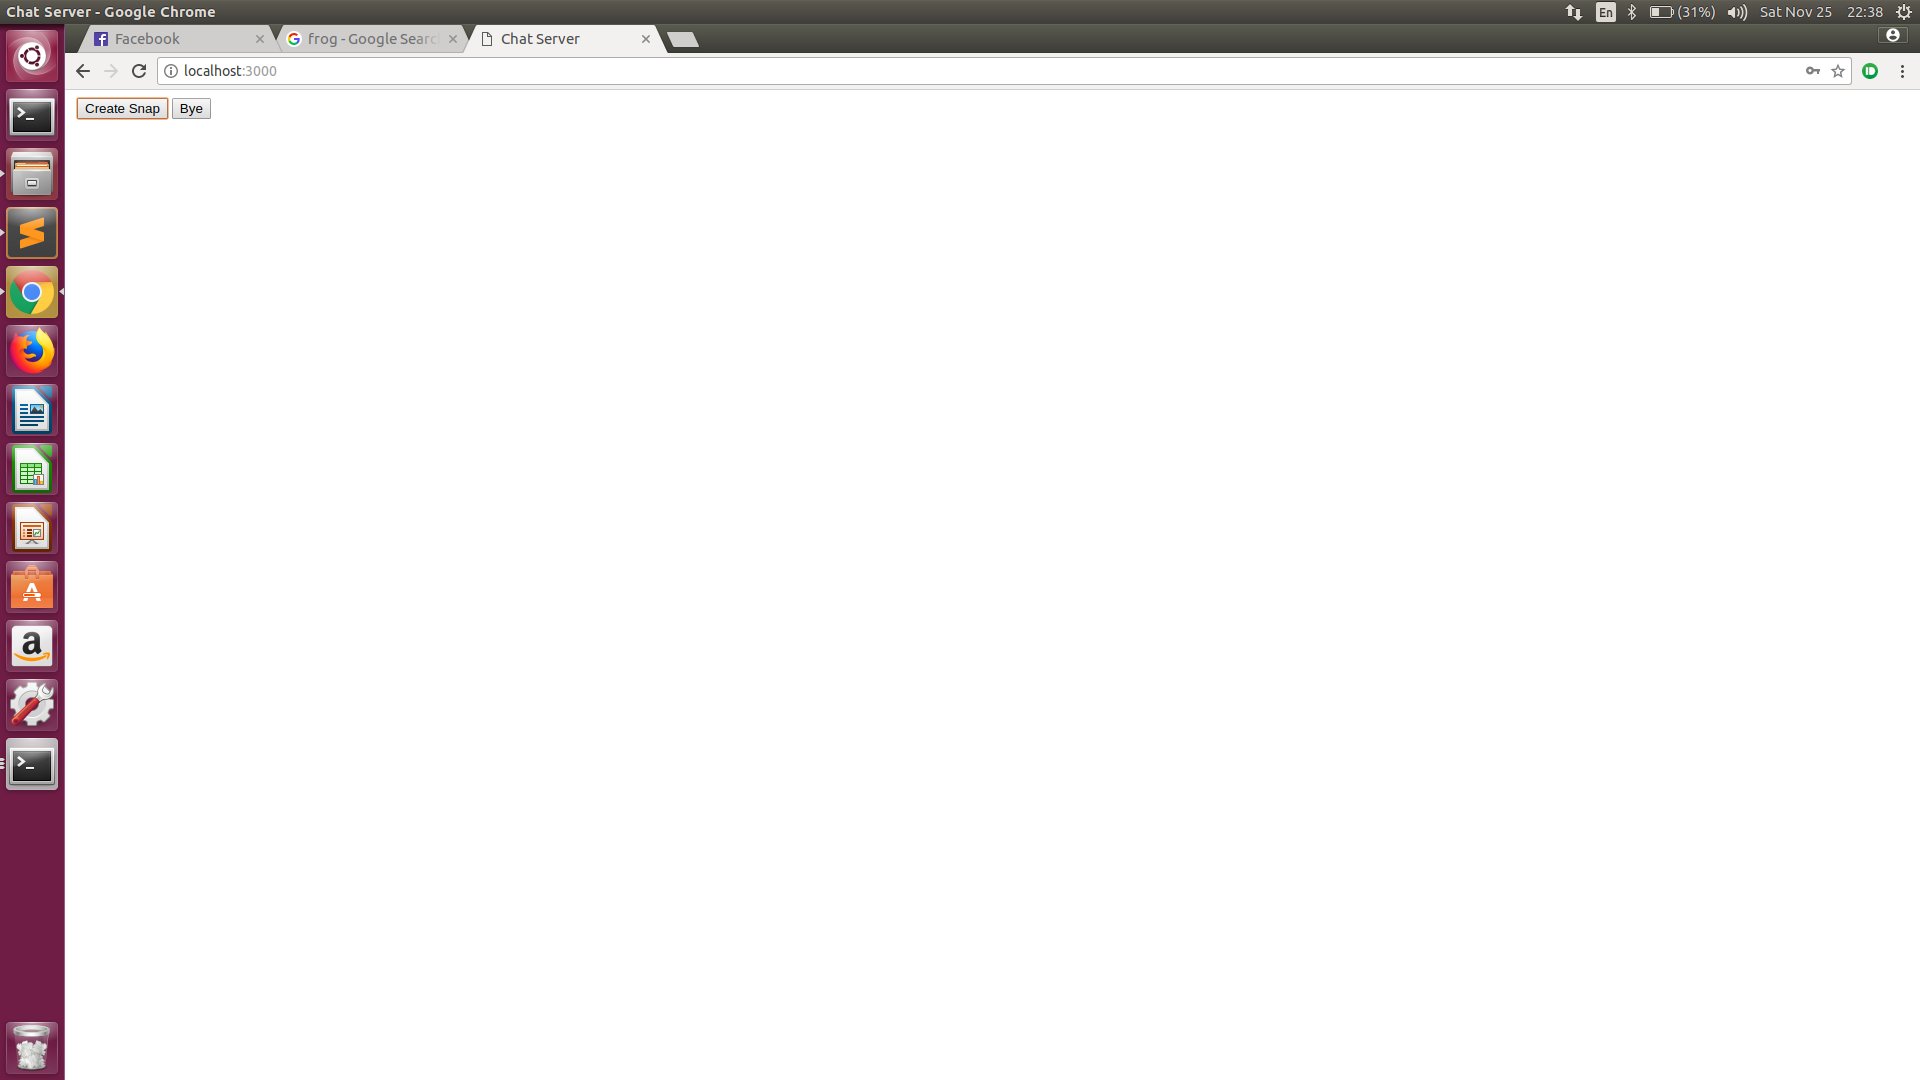 Chat Server - Google Chrome
En
(31%)
Sat Nov 25
22:38
Facebook
frog - Google Searc
Chat Server
localhost:3000
Create Snap
Bye